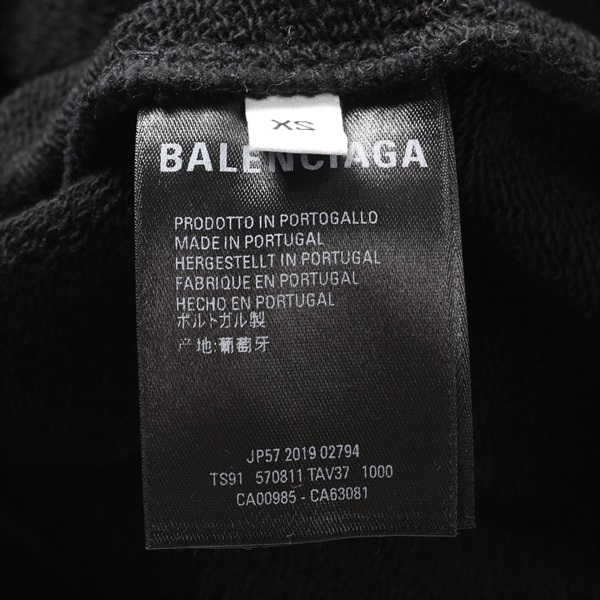 XS
BALENCIAGA
PRODOTTO IN PORTOGALLO
MADE IN PORTUGAL
HERGESTELLT IN PORTUGAL
FABRIQUE EN PORTUGAL
HECHO EN PORTUGAL
ポルトガル製
产地:葡萄牙
JP57 2019 02794
TS91 570811 TAV37 1000
CA00985 - CA63081